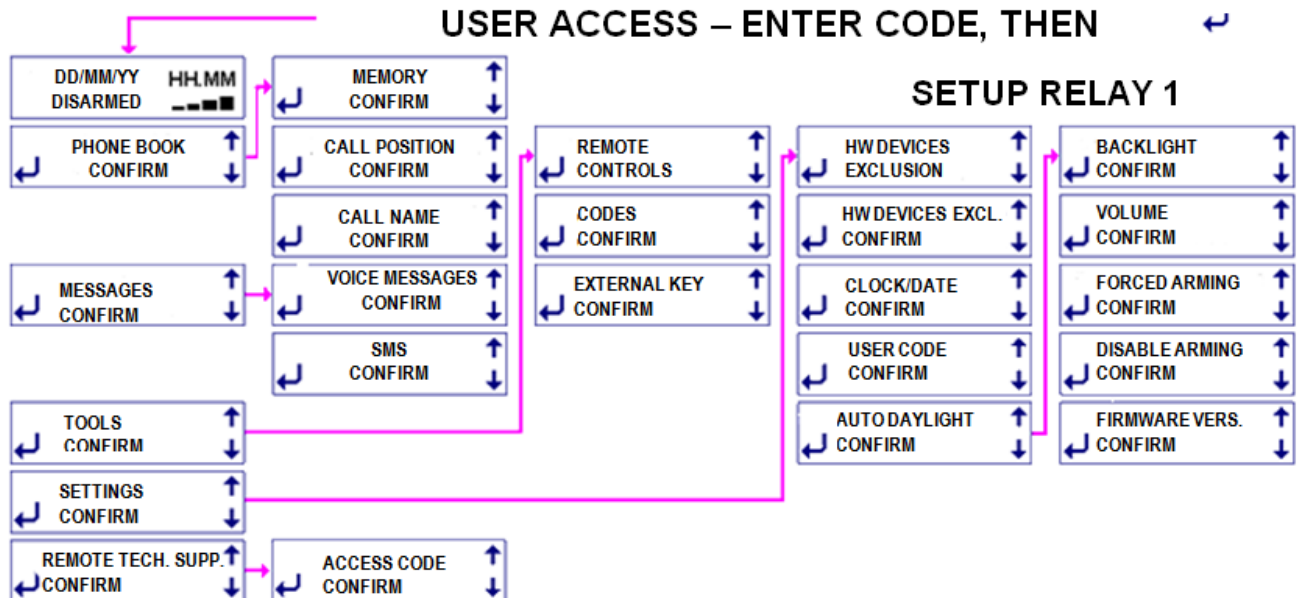 USER ACCESS – ENTER CODE, THEN
SETUP RELAY 1
DD/MM/YY HH.MM
DISARMED
PHONE BOOK
CONFIRM
MESSAGES
CONFIRM
TOOLS
CONFIRM
SETTINGS
CONFIRM
REMOTE TECH. SUPP.
CONFIRM
MEMORY
CONFIRM
CALL POSITION
CONFIRM
CALL NAME
CONFIRM
VOICE MESSAGES
CONFIRM
SMS
CONFIRM
ACCESS CODE
CONFIRM
REMOTE
CONTROLS
CODES
CONFIRM
EXTERNAL KEY
CONFIRM
HW DEVICES
EXCLUSION
HW DEVICES EXCL.
CONFIRM
CLOCK/DATE
CONFIRM
USER CODE
CONFIRM
AUTO DAYLIGHT
CONFIRM
BACKLIGHT
CONFIRM
VOLUME
CONFIRM
FORCED ARMING
CONFIRM
DISABLE ARMING
CONFIRM
FIRMWARE VERS.
CONFIRM